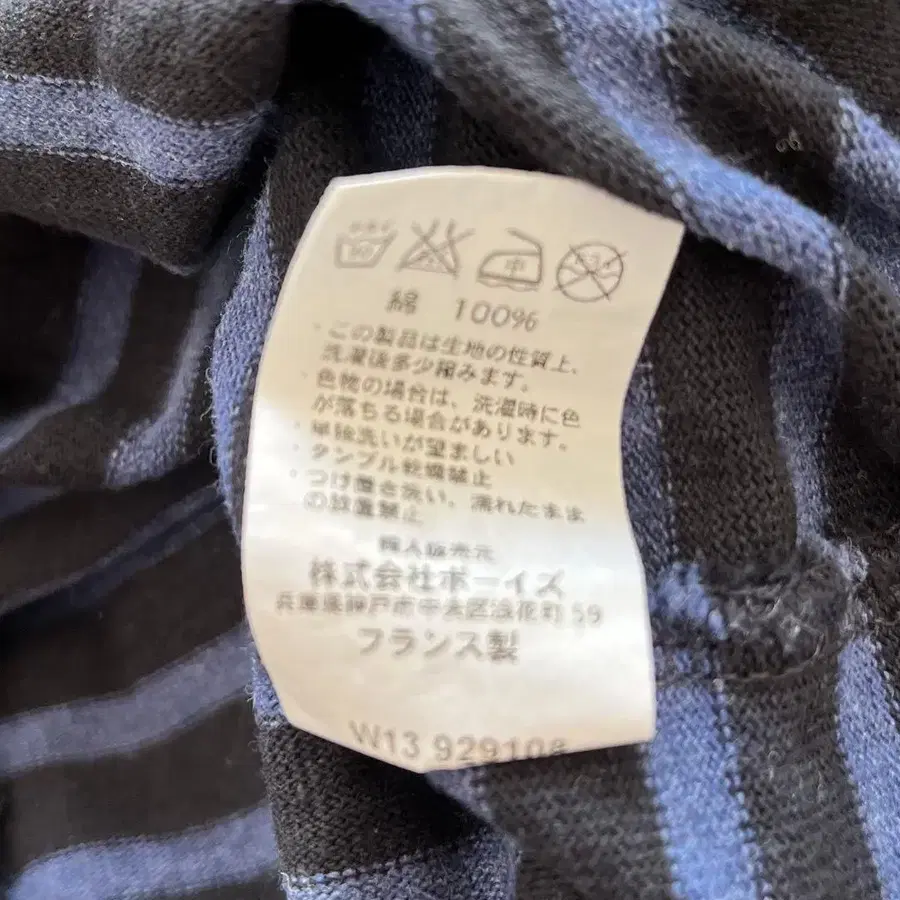 中
綿 100%
・この製品は生地の性質上、
洗濯後多少縮みます。
・色物の場合は、洗濯時に色
が落ちる場合があります。
・単独洗いが望ましい
・タンブル乾燥禁止
・つけ置き洗い、濡れたまま
の放置禁止
輸入販売元
株式会社ボーイズ
兵庫県神戸市中央区浪花町59
フランス製
W13 929108